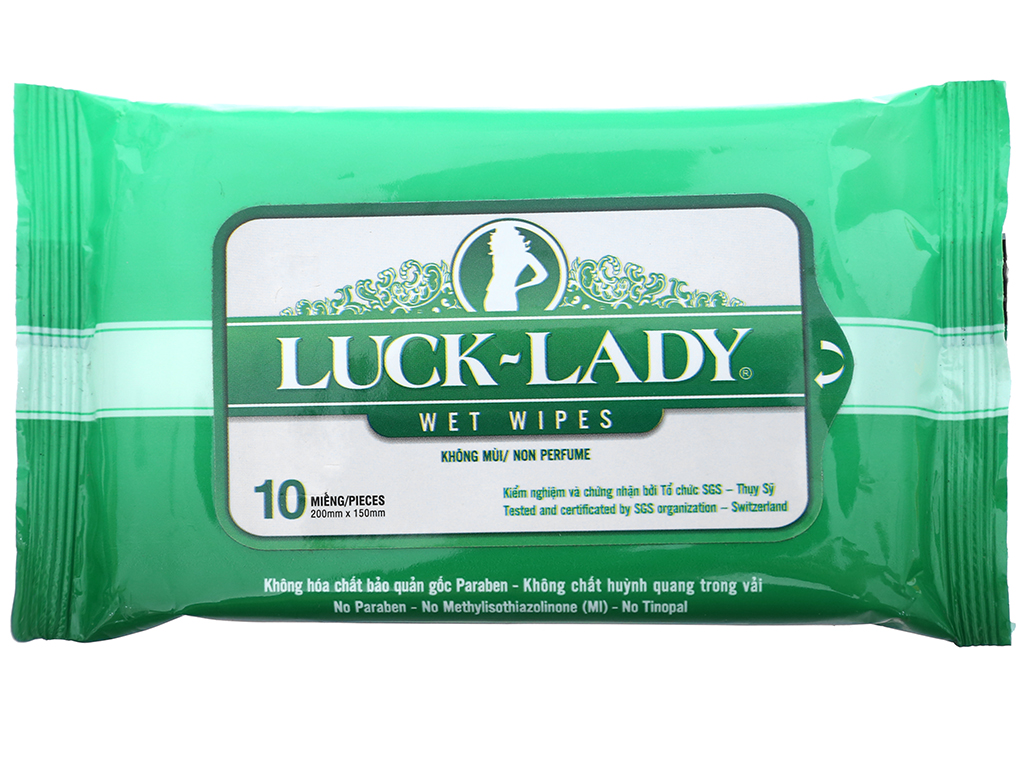 LUCK~LADY®
WET WIPES
KHÔNG MÙI/ NON PERFUME
10 MIẾNG/PIECES
200mm x 150mm
Kiểm nghiệm và chứng nhận bởi Tổ chức SGS – Thụy Sỹ
Tested and certificated by SGS organization – Switzerland
Không hóa chất bảo quản gốc Paraben - Không chất huỳnh quang trong vải
No Paraben - No Methylisothiazolinone (MI) - No Tinopal